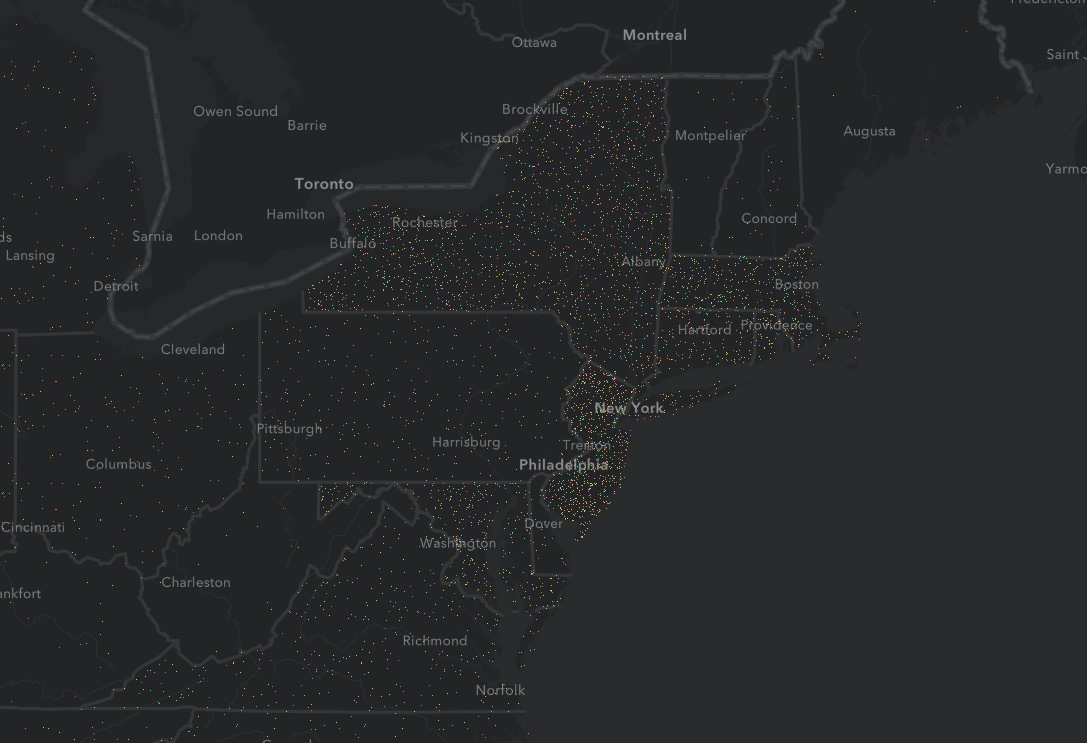 Fredericton
Montreal
Ottawa
Saint J
Brockville
Owen Sound
Barrie
Kingston
Montpelier
Augusta
Yarmo
Toronto
Hamilton
Rochester
Concord
ds
Sarnia
London
Buffalo
Lansing
Albany
Detroit
Boston
Hartford
Providence
Cleveland
New York
Pittsburgh
Harrisburg
Trenton
Columbus
Philadelphia
Cincinnati
Dover
Washington
Charleston
ankfort
Richmond
Norfolk